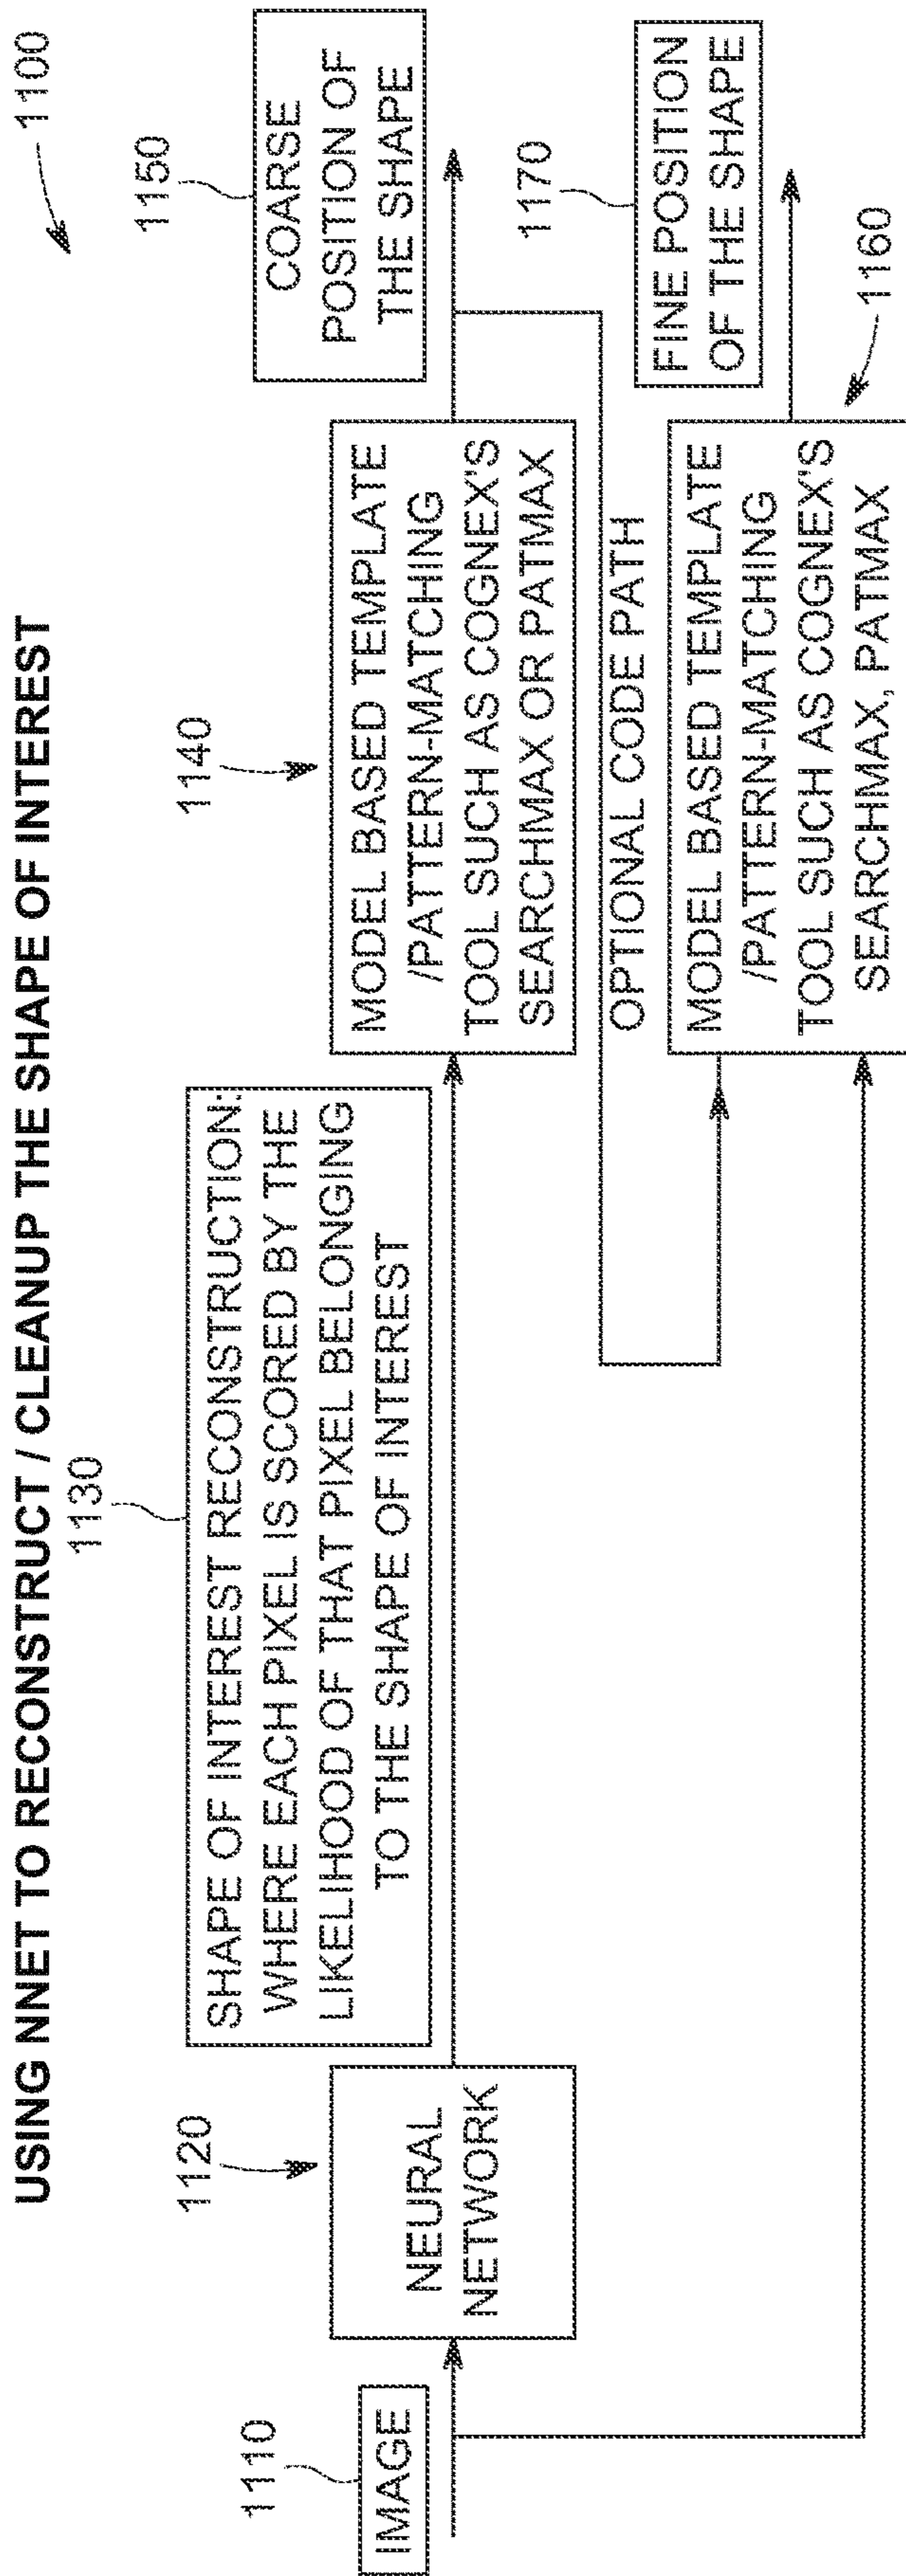 USING NNET TO RECONSTRUCT / CLEANUP THE SHAPE OF INTEREST
1100
1110
IMAGE
1120
NEURAL
NETWORK
1130
SHAPE OF INTEREST RECONSTRUCTION:
WHERE EACH PIXEL IS SCORED BY THE
LIKELIHOOD OF THAT PIXEL BELONGING
TO THE SHAPE OF INTEREST
1140
MODEL BASED TEMPLATE
/PATTERN-MATCHING
TOOL SUCH AS COGNEX'S
SEARCHMAX OR PATMAX
1150
COARSE
POSITION OF
THE SHAPE
OPTIONAL CODE PATH
MODEL BASED TEMPLATE
/PATTERN-MATCHING
TOOL SUCH AS COGNEX'S
SEARCHMAX, PATMAX
1160
1170
FINE POSITION
OF THE SHAPE